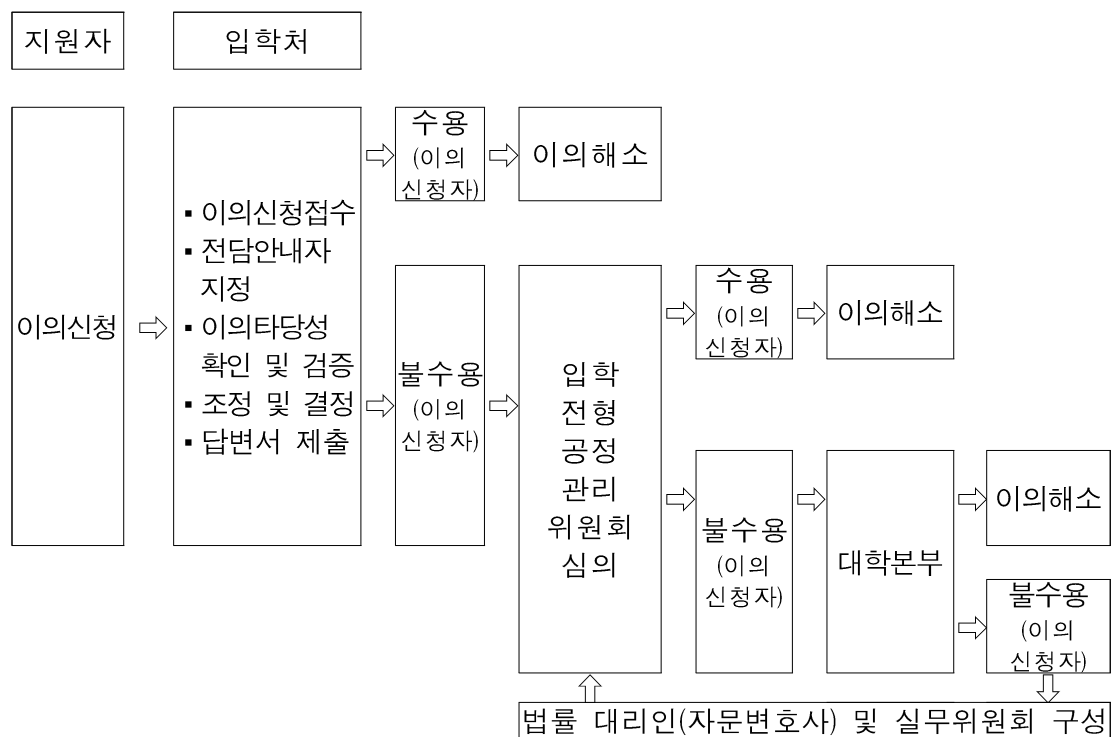 지원자
입학처
이의신청
▪ 이의신청접수
▪ 전담안내자
지정
▪ 이의타당성
확인 및 검증
▪ 조정 및 결정
▪ 답변서 제출
수용
(이의
신청자)
이의해소
불수용
(이의
신청자)
입학
전형
공정
관리
위원회
심의
수용
(이의
신청자)
이의해소
불수용
(이의
신청자)
대학본부
이의해소
불수용
(이의
신청자)
법률 대리인(자문변호사) 및 실무위원회 구성